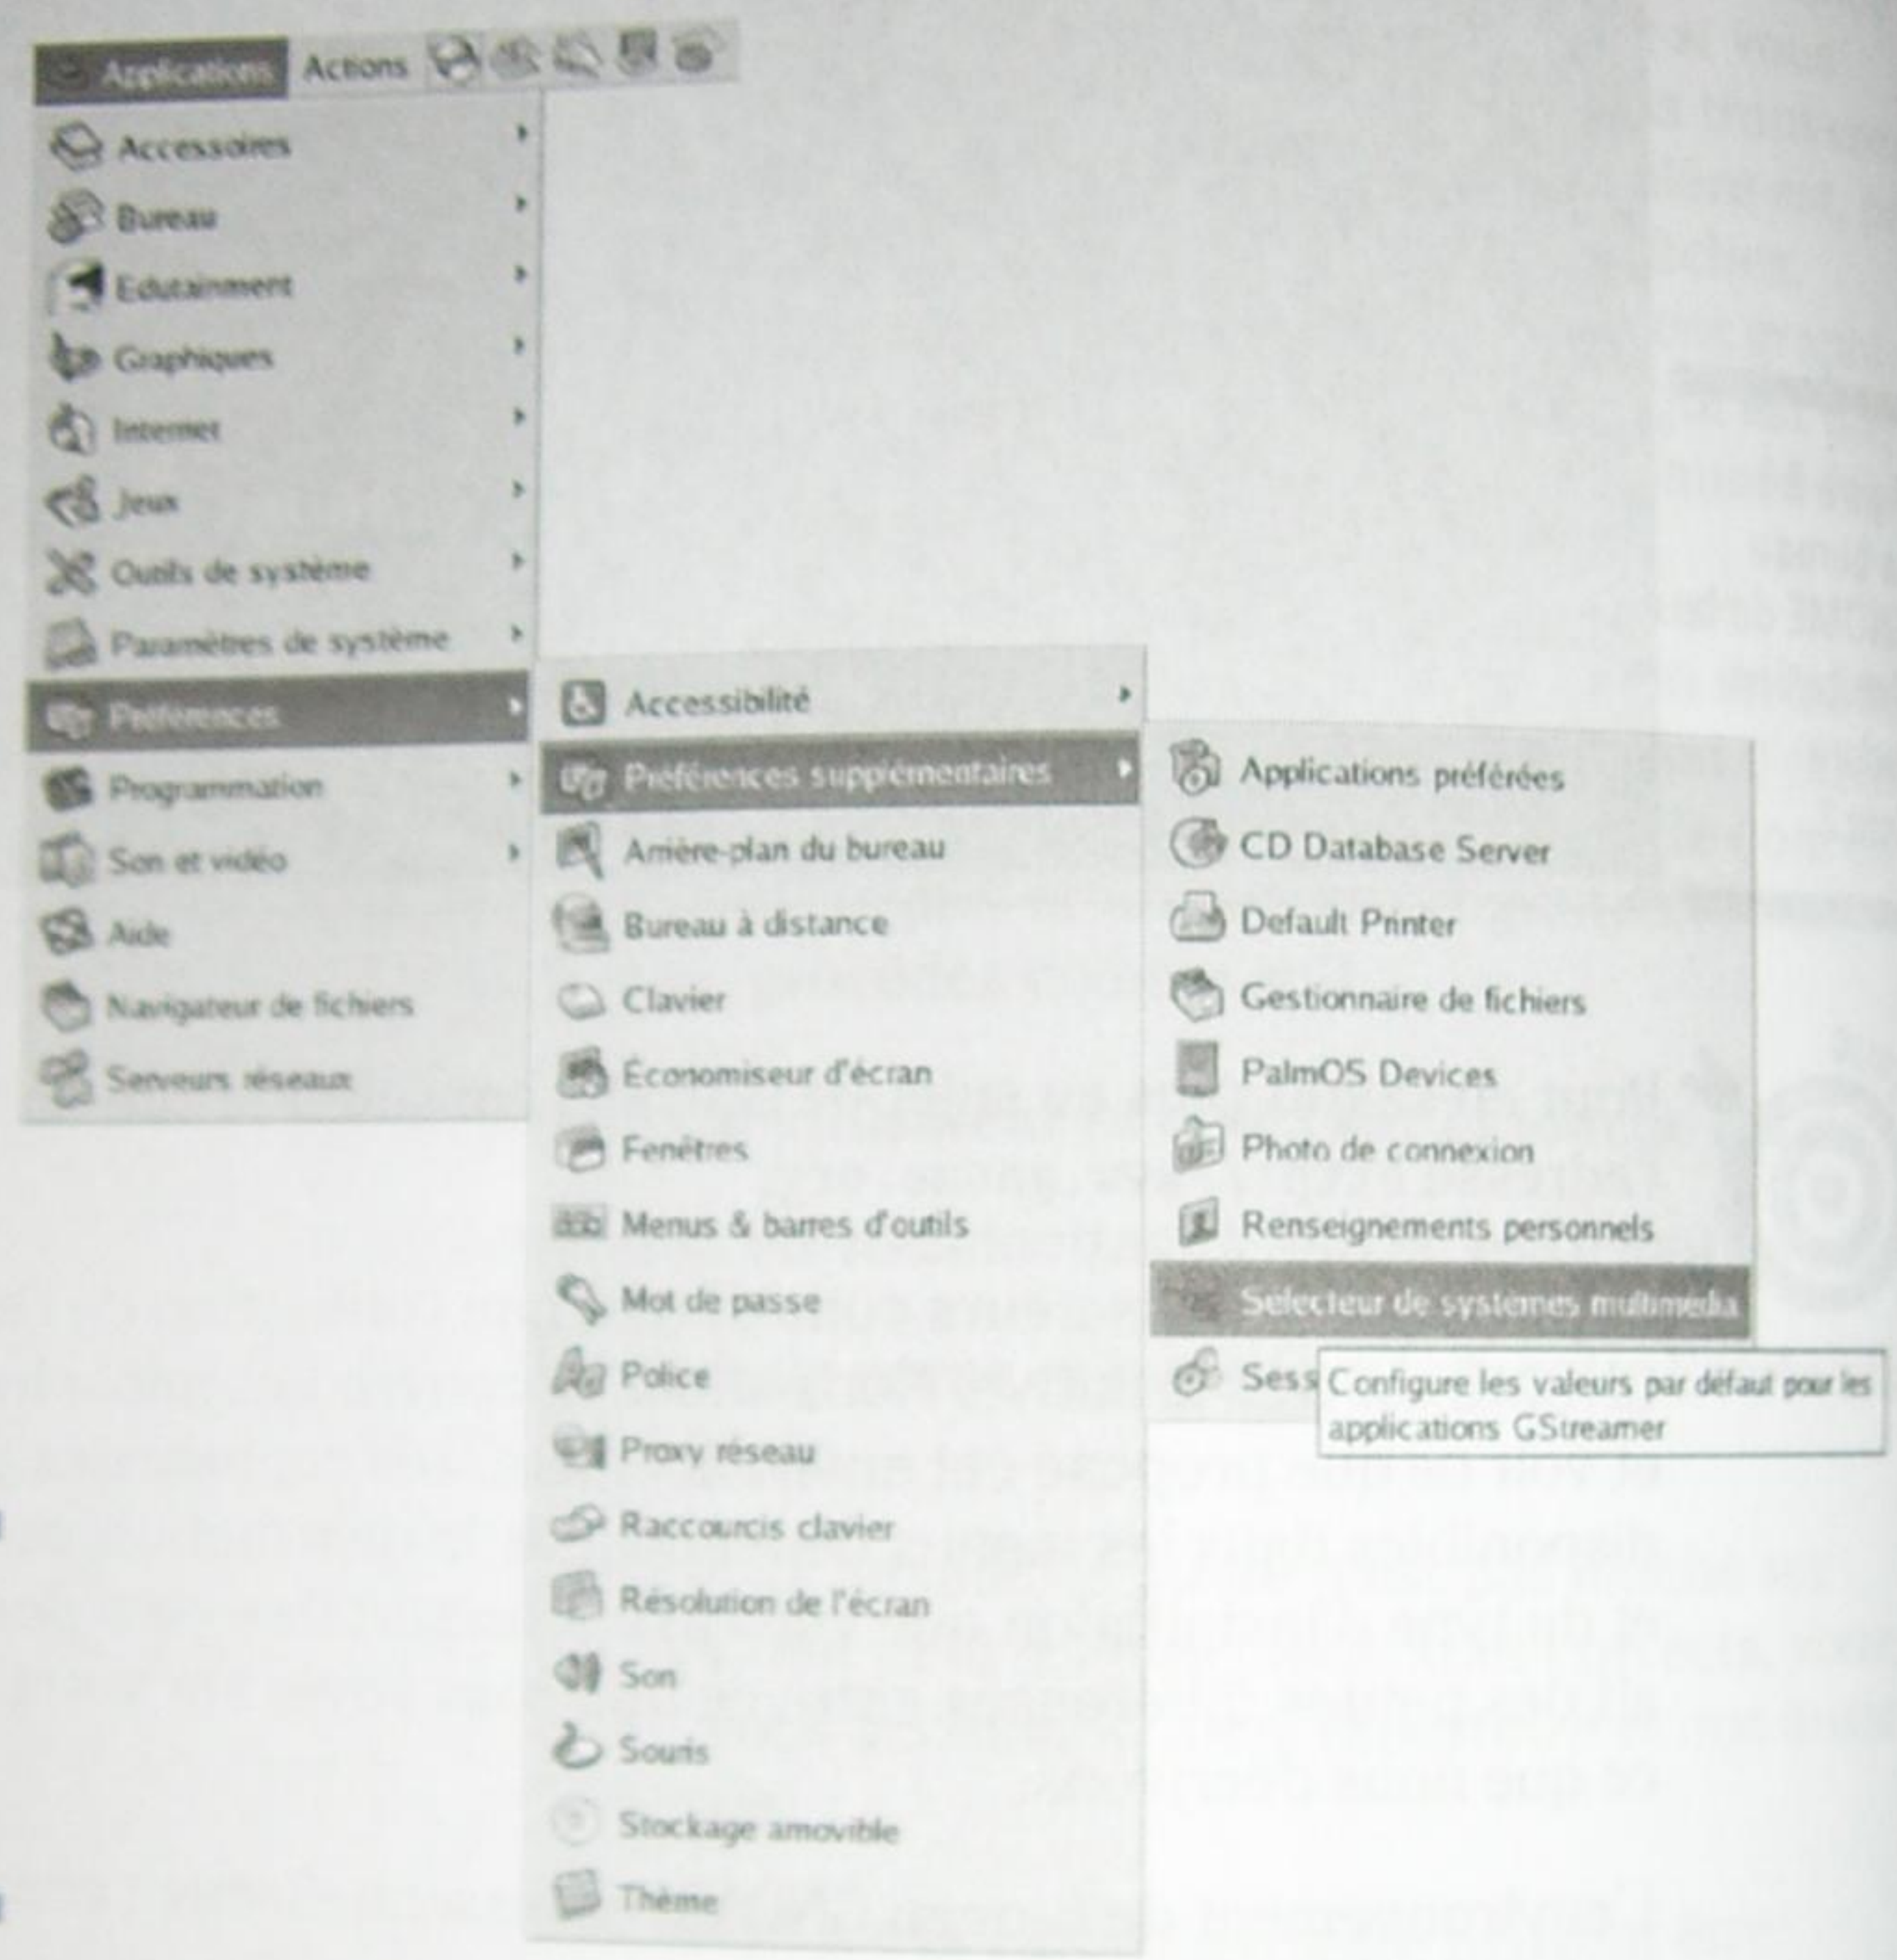 Applications Actions
Accessoires
Bureau
Edutainment
Graphiques
Internet
Jeux
Outils de système
Paramètres de système
Préférences
Programmation
Son et vidéo
Aide
Navigateur de fichiers
Serveurs réseaux
Accessibilité
Préférences supplémentaires
Arrière-plan du bureau
Bureau à distance
Clavier
Économiseur d'écran
Fenêtres
Menus & barres d'outils
Mot de passe
Police
Proxy réseau
Raccourcis clavier
Résolution de l'écran
Son
Souris
Stockage amovible
Thème
Applications préférées
CD Database Server
Default Printer
Gestionnaire de fichiers
PalmOS Devices
Photo de connexion
Renseignements personnels
Sélecteur de systèmes multimédia
Sess
Configure les valeurs par défaut pour les
applications GStreamer